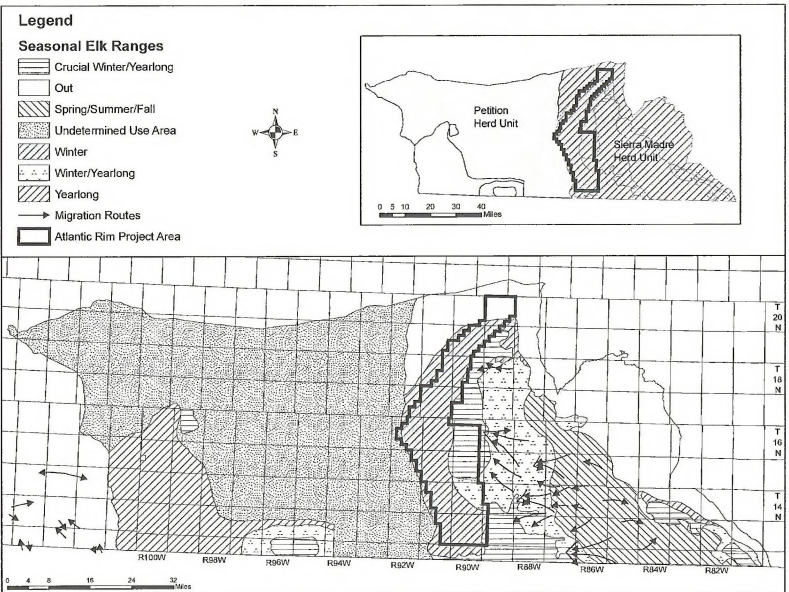 Legend
Seasonal Elk Ranges
Crucial Winter/Yearlong
Out
Spring/Summer/Fall
Undetermined Use Area
Winter
Winter/Yearlong
Yearlong
Migration Routes
Atlantic Rim Project Area
N
W E
S
Petition
Herd Unit
Sierra Madre
Herd Unit
0 5 10 20 30 40
Miles
T
20
N
T
18
N
T
16
N
T
14
N
R100W R98W R96W R94W R92W R90W R88W R86W R84W R82W
0 4 8 16 24 32
Miles